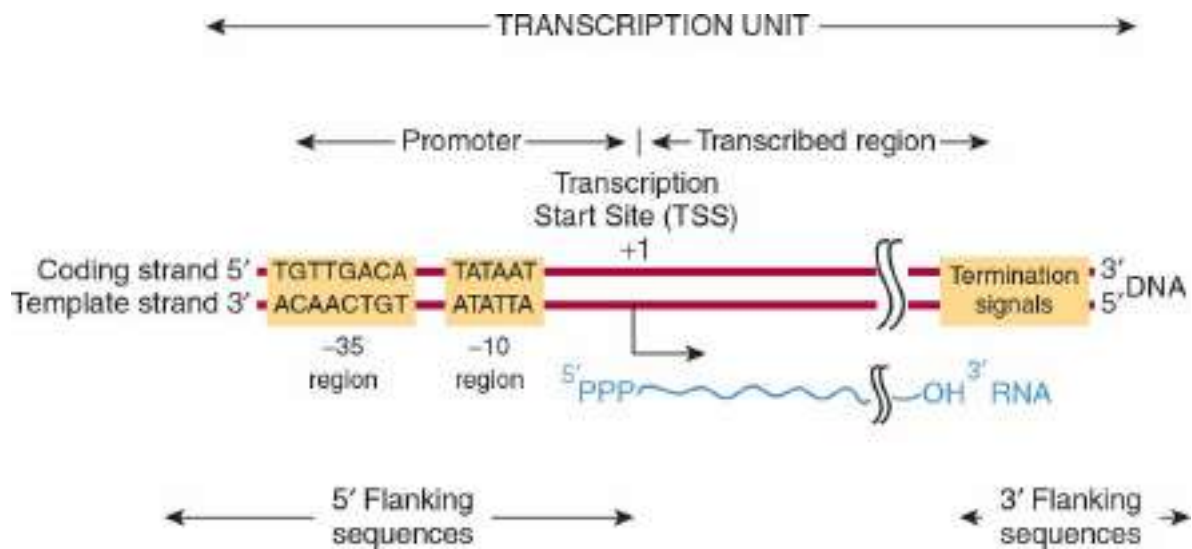 TRANSCRIPTION UNIT
Promoter | Transcribed region
Transcription
Start Site (TSS)
+1
Coding strand 5′ TGTTGACA TATAAT Termination signals 3′
Template strand 3′ ACAACTGT ATATTA 5′ DNA
–35 region
–10 region
5′ PPP OH 3′ RNA
5′ Flanking
sequences
3′ Flanking
sequences